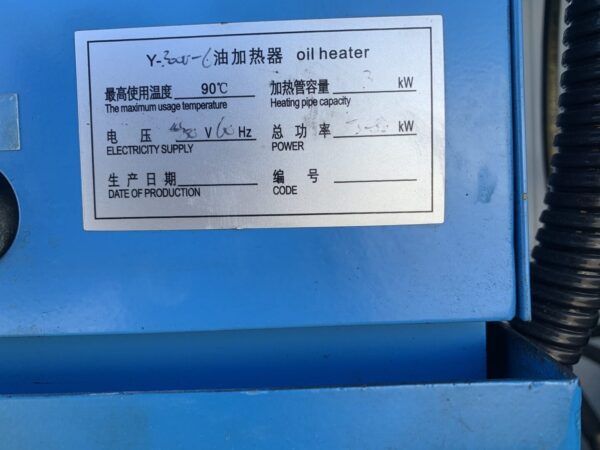 Y-3000-6 油加热器 oil heater
最高使用温度 90℃ 加热管容量 3 kW
The maximum usage temperature Heating pipe capacity
电 压 V 60 Hz 总 功 率 kW
ELECTRICITY SUPPLY POWER
生 产 日 期 编 号
DATE OF PRODUCTION CODE